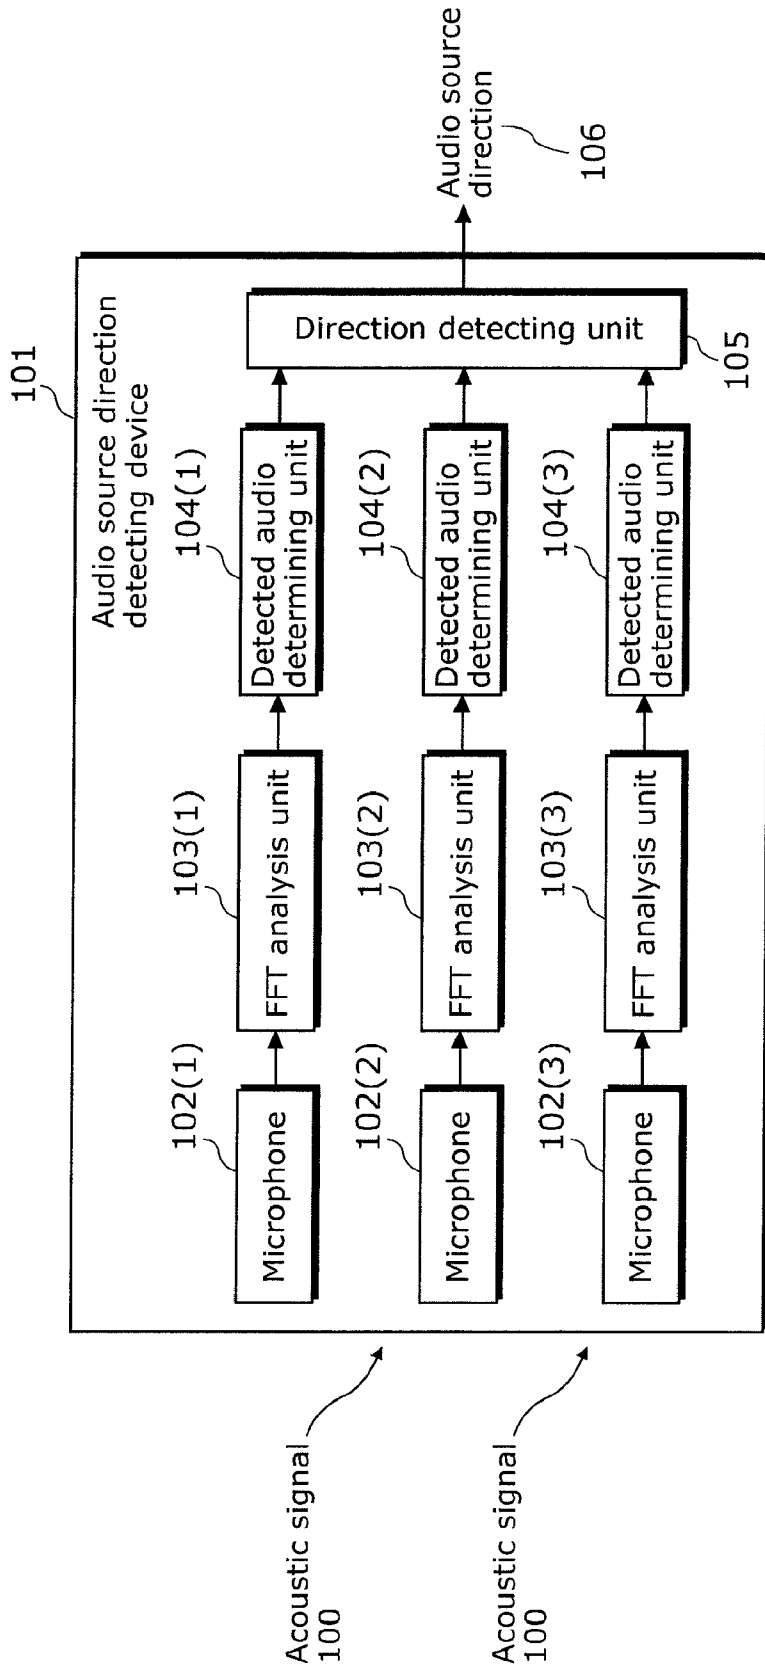 101
Audio source direction
detecting device
102(1)
Microphone
103(1)
FFT analysis unit
104(1)
Detected audio
determining unit
102(2)
Microphone
103(2)
FFT analysis unit
104(2)
Detected audio
determining unit
102(3)
Microphone
103(3)
FFT analysis unit
104(3)
Detected audio
determining unit
Direction detecting unit
105
Audio source
direction
106
Acoustic signal
100
Acoustic signal
100